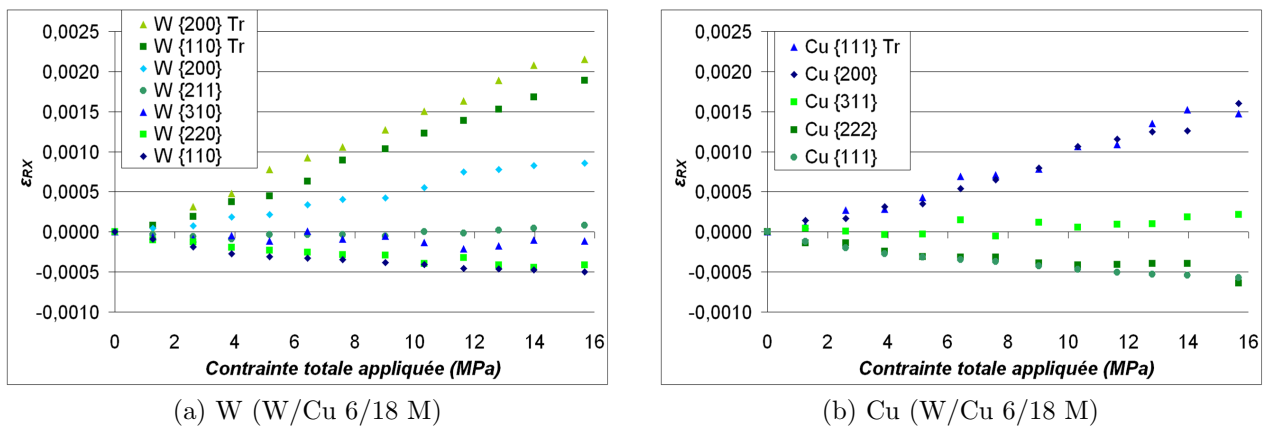 W {200} Tr
W {110} Tr
W {200}
W {211}
W {310}
W {220}
W {110}
0,0025
0,0020
0,0015
0,0010
0,0005
0,0000
-0,0005
-0,0010
εRX
0 2 4 6 8 10 12 14 16
Contrainte totale appliquée (MPa)
(a) W (W/Cu 6/18 M)
Cu {111} Tr
Cu {200}
Cu {311}
Cu {222}
Cu {111}
0,0025
0,0020
0,0015
0,0010
0,0005
0,0000
-0,0005
-0,0010
εRX
0 2 4 6 8 10 12 14 16
Contrainte totale appliquée (MPa)
(b) Cu (W/Cu 6/18 M)